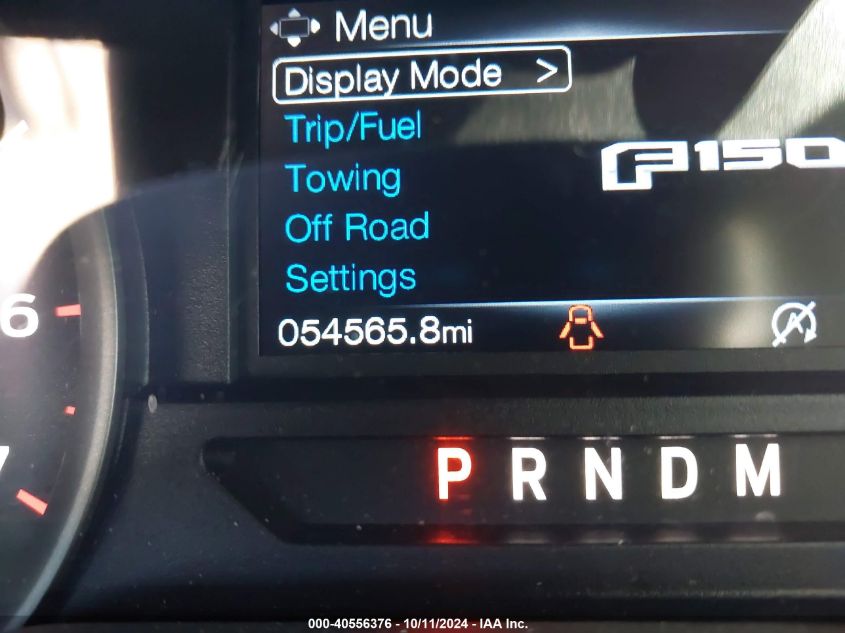 Menu
Display Mode >
Trip/Fuel
F150
Towing
Off Road
Settings
6
054565.8mi
A
7
P R N D M
000-40556376 - 10/11/2024 - IAA Inc.